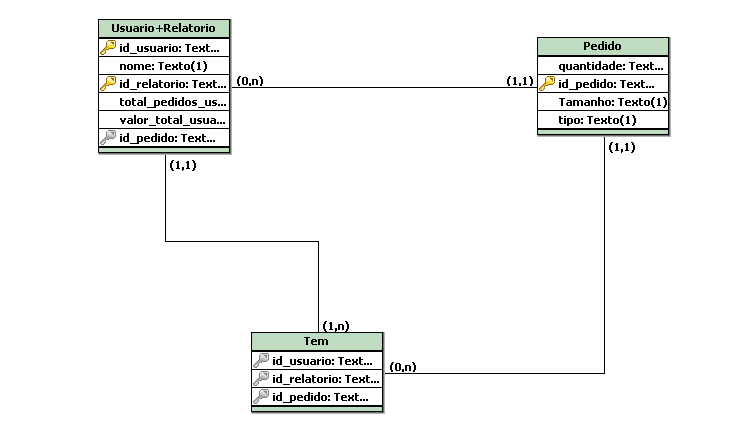 Usuario+Relatorio
id_usuario: Text...
nome: Texto(1)
id_relatorio: Text...
total_pedidos_us...
valor_total_usua...
id_pedido: Text...
(0,n)
(1,1)
Pedido
quantidade: Text...
id_pedido: Text...
Tamanho: Texto(1)
tipo: Texto(1)
(1,1)
(1,1)
(1,n)
Tem
id_usuario: Text...
id_relatorio: Text...
id_pedido: Text...
(0,n)